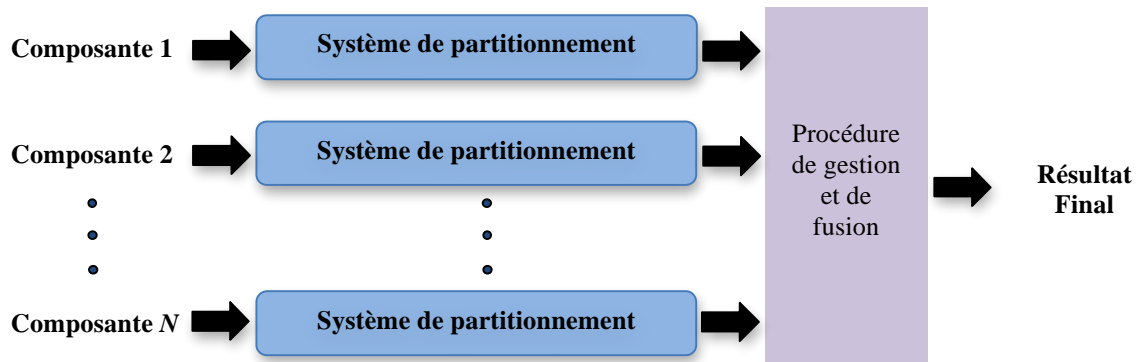 Composante 1
Système de partitionnement
Composante 2
Système de partitionnement
Composante N
Système de partitionnement
Procédure
de gestion
et de
fusion
Résultat
Final